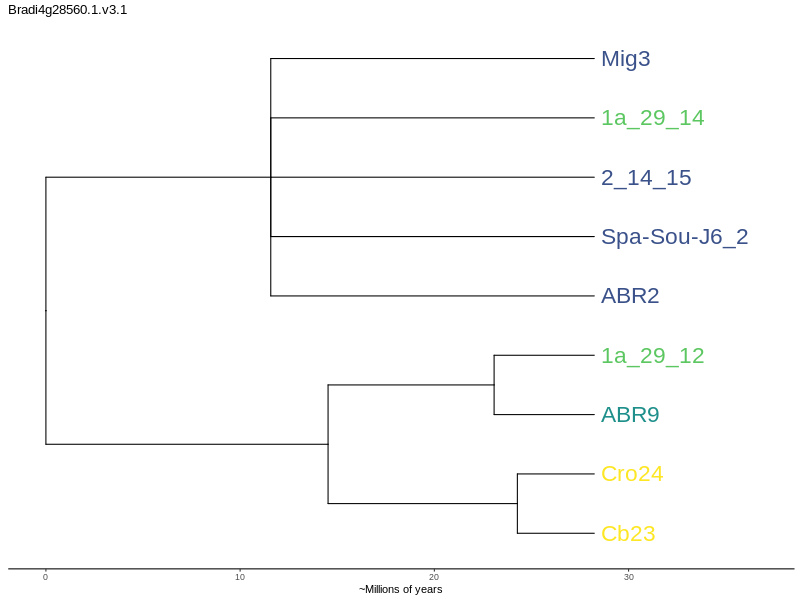 Bradi4g28560.1.v3.1
Mig3
1a_29_14
2_14_15
Spa-Sou-J6_2
ABR2
1a_29_12
ABR9
Cro24
Cb23
0 10 20 30
~Millions of years